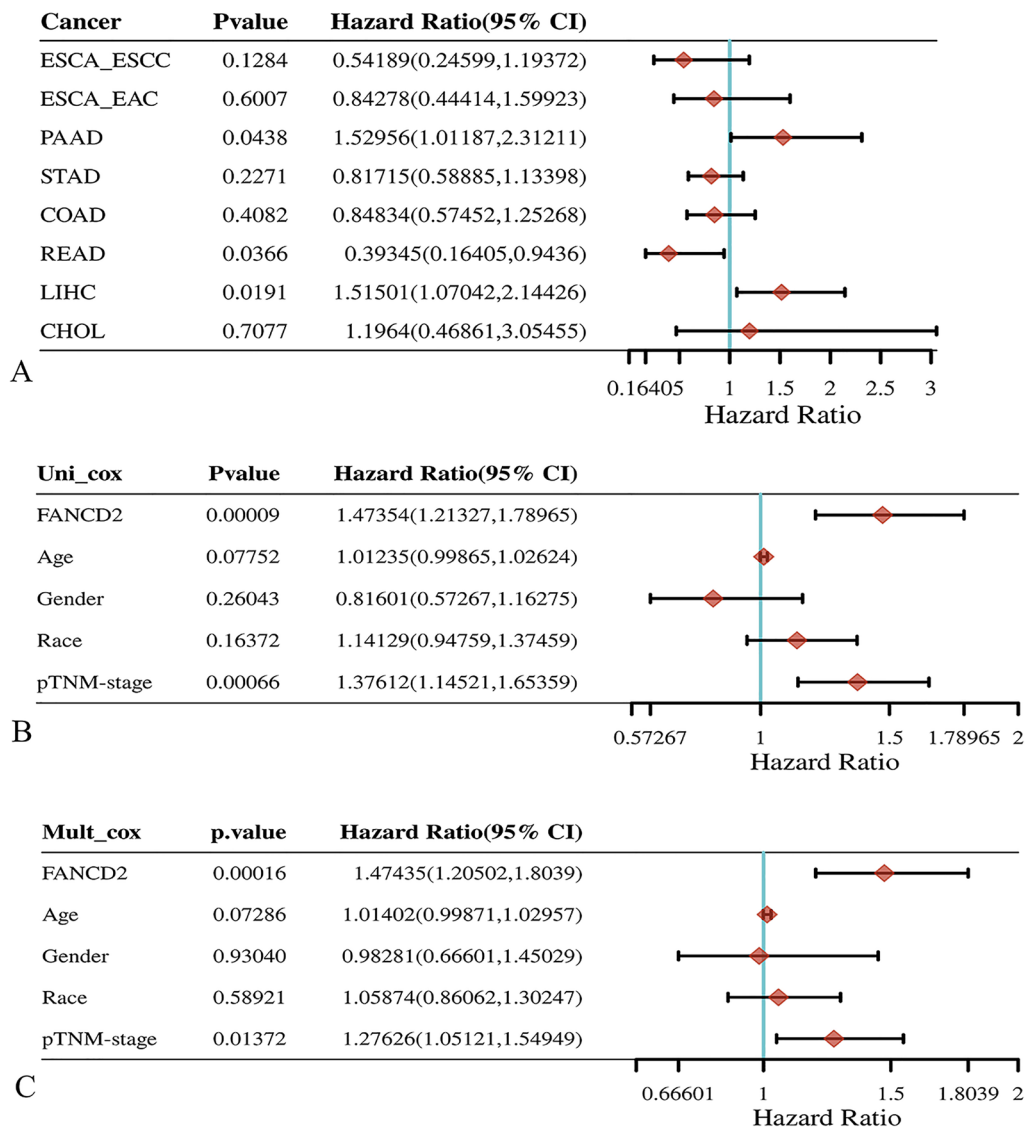 Cancer Pvalue Hazard Ratio(95% CI)
ESCA_ESCC 0.1284 0.54189(0.24599,1.19372)
ESCA_EAC 0.6007 0.84278(0.44414,1.59923)
PAAD 0.0438 1.52956(1.01187,2.31211)
STAD 0.2271 0.81715(0.58885,1.13398)
COAD 0.4082 0.84834(0.57452,1.25268)
READ 0.0366 0.39345(0.16405,0.9436)
LIHC 0.0191 1.51501(1.07042,2.14426)
CHOL 0.7077 1.1964(0.46861,3.05455)
A
0.16405 1 1.5 2 2.5 3
Hazard Ratio
Uni_cox Pvalue Hazard Ratio(95% CI)
FANCD2 0.00009 1.47354(1.21327,1.78965)
Age 0.07752 1.01235(0.99865,1.02624)
Gender 0.26043 0.81601(0.57267,1.16275)
Race 0.16372 1.14129(0.94759,1.37459)
pTNM-stage 0.00066 1.37612(1.14521,1.65359)
B
0.57267 1 1.5 1.78965 2
Hazard Ratio
Mult_cox p.value Hazard Ratio(95% CI)
FANCD2 0.00016 1.47435(1.20502,1.8039)
Age 0.07286 1.01402(0.99871,1.02957)
Gender 0.93040 0.98281(0.66601,1.45029)
Race 0.58921 1.05874(0.86062,1.30247)
pTNM-stage 0.01372 1.27626(1.05121,1.54949)
C
0.66601 1 1.5 1.8039 2
Hazard Ratio